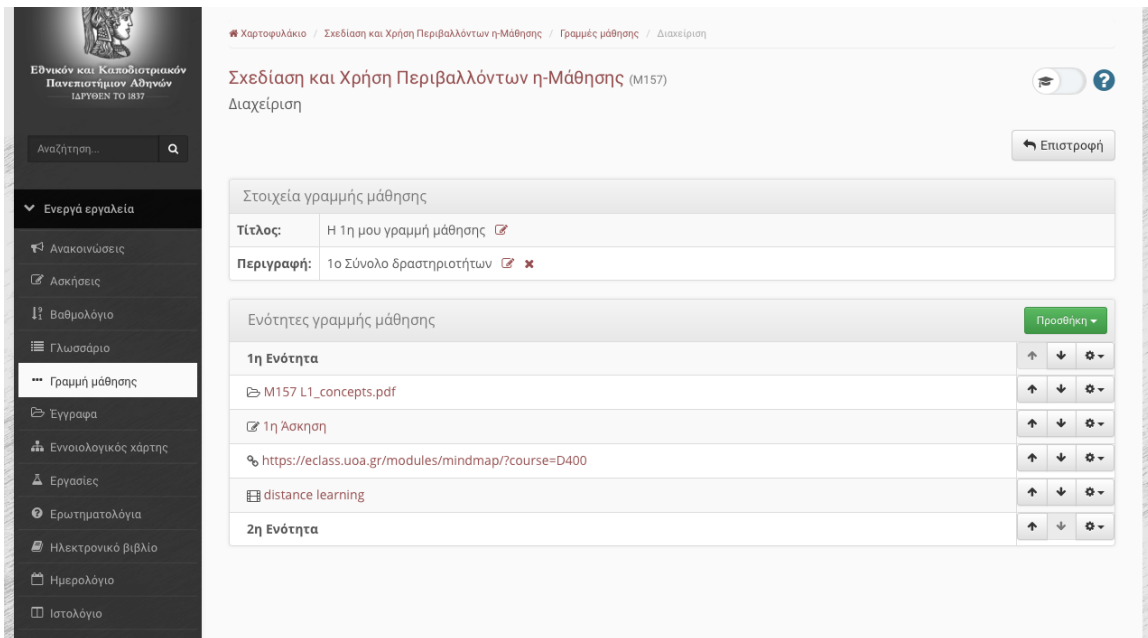 Εθνικόν και Καποδιστριακόν
Πανεπιστήμιον Αθηνών
ΙΔΡΥΘΕΝ ΤΟ 1837
Αναζήτηση...
Ενεργά εργαλεία
Ανακοινώσεις
Ασκήσεις
Βαθμολόγιο
Γλωσσάριο
Γραμμή μάθησης
Έγγραφα
Εννοιολογικός χάρτης
Εργασίες
Ερωτηματολόγια
Ηλεκτρονικό βιβλίο
Ημερολόγιο
Ιστολόγιο
Χαρτοφυλάκιο / Σχεδίαση και Χρήση Περιβαλλόντων η-Μάθησης / Γραμμές μάθησης / Διαχείριση
Σχεδίαση και Χρήση Περιβαλλόντων η-Μάθησης (M157)
Διαχείριση
Επιστροφή
Στοιχεία γραμμής μάθησης
Τίτλος: Η 1η μου γραμμή μάθησης
Περιγραφή: 1ο Σύνολο δραστηριοτήτων
Ενότητες γραμμής μάθησης Προσθήκη
1η Ενότητα
M157 L1_concepts.pdf
1η Άσκηση
https://eclass.uoa.gr/modules/mindmap/?course=D400
distance learning
2η Ενότητα